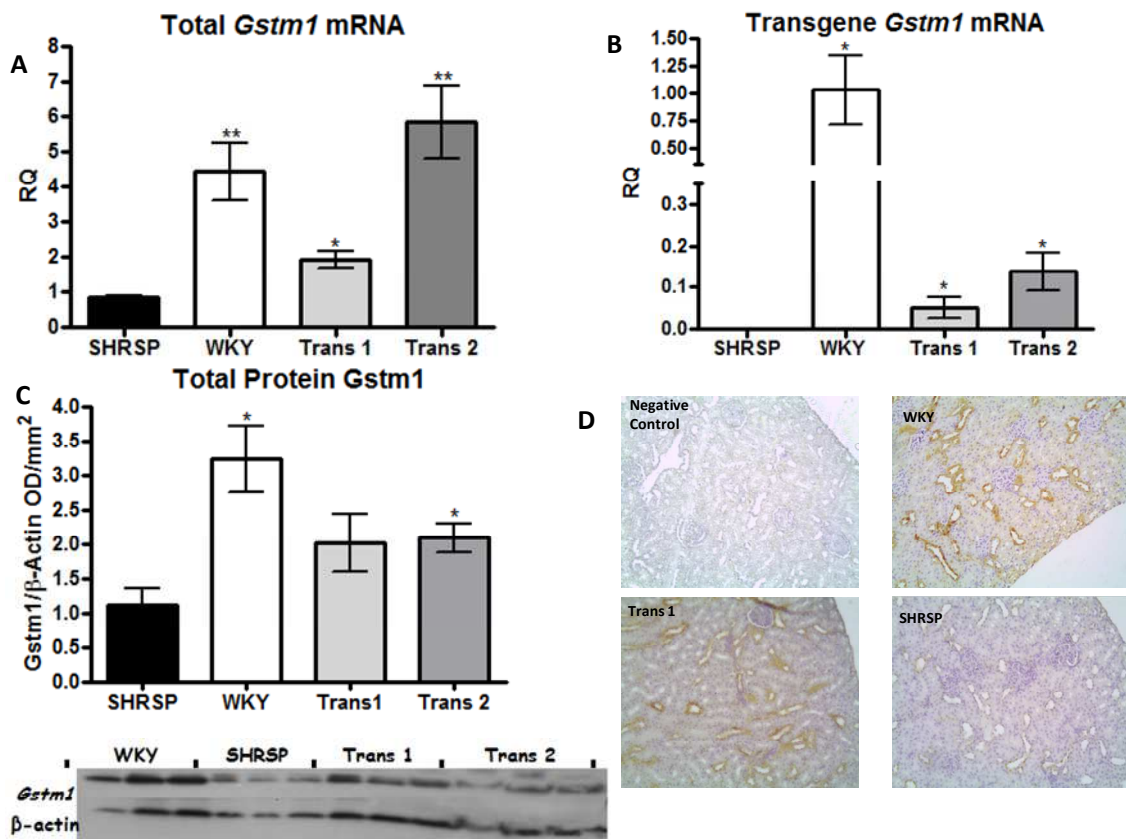 A
Total Gstm1 mRNA
RQ
8
7
6
5
4
3
2
1
0
**
*
**
SHRSP WKY Trans 1 Trans 2
B
Transgene Gstm1 mRNA
RQ
1.50
1.25
1.00
0.75
0.50
0.3
0.2
0.1
0.0
*
*
*
SHRSP WKY Trans 1 Trans 2
C
Total Protein Gstm1
Gstm1/β-Actin OD/mm²
4.0
3.5
3.0
2.5
2.0
1.5
1.0
0.5
0.0
*
*
SHRSP WKY Trans1 Trans 2
WKY SHRSP Trans 1 Trans 2
Gstm1
β-actin
D
Negative
Control
WKY
Trans 1
SHRSP